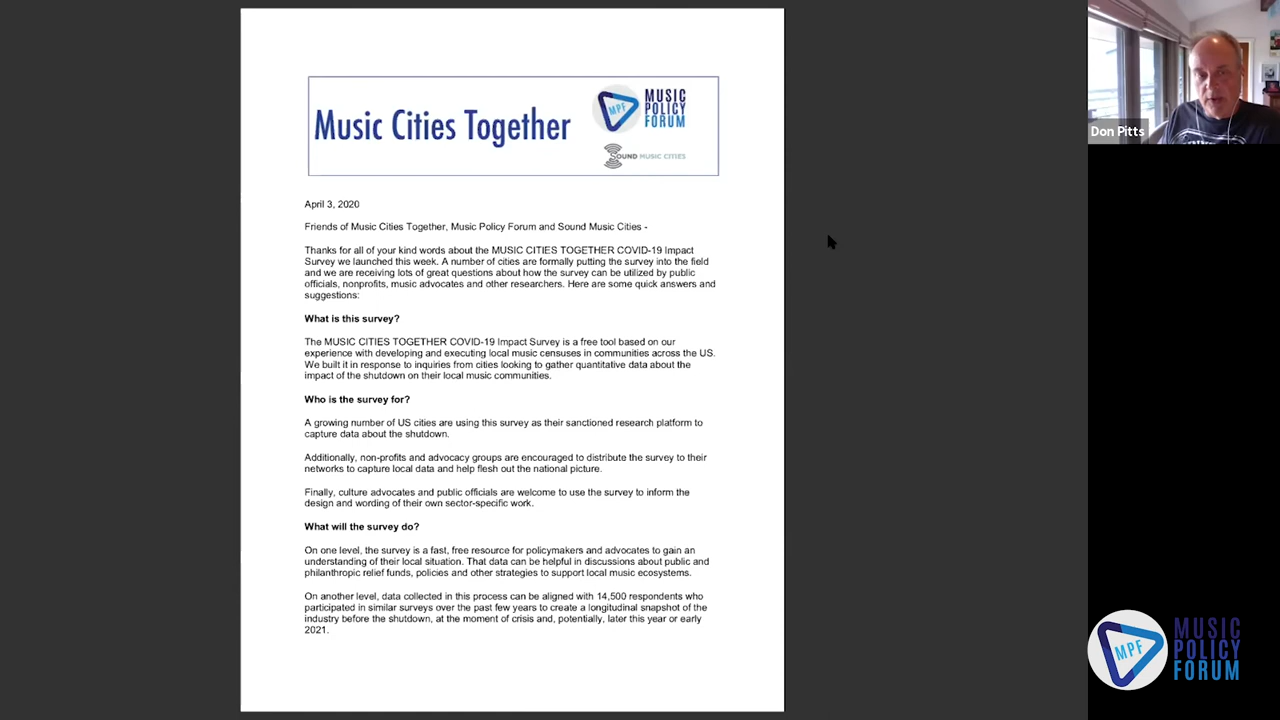 Music Cities Together
MPF
MUSIC
POLICY
FORUM
SOUND MUSIC CITIES
April 3, 2020
Friends of Music Cities Together, Music Policy Forum and Sound Music Cities -
Thanks for all of your kind words about the MUSIC CITIES TOGETHER COVID-19 Impact
Survey we launched this week. A number of cities are formally putting the survey into the field
and we are receiving lots of great questions about how the survey can be utilized by public
officials, nonprofits, music advocates and other researchers. Here are some quick answers and
suggestions:
What is this survey?
The MUSIC CITIES TOGETHER COVID-19 Impact Survey is a free tool based on our
experience with developing and executing local music censuses in communities across the US.
We built it in response to inquiries from cities looking to gather quantitative data about the
impact of the shutdown on their local music communities.
Who is the survey for?
A growing number of US cities are using this survey as their sanctioned research platform to
capture data about the shutdown.
Additionally, non-profits and advocacy groups are encouraged to distribute the survey to their
networks to capture local data and help flesh out the national picture.
Finally, culture advocates and public officials are welcome to use the survey to inform the
design and wording of their own sector-specific work.
What will the survey do?
On one level, the survey is a fast, free resource for policymakers and advocates to gain an
understanding of their local situation. That data can be helpful in discussions about public and
philanthropic relief funds, policies and other strategies to support local music ecosystems.
On another level, data collected in this process can be aligned with 14,500 respondents who
participated in similar surveys over the past few years to create a longitudinal snapshot of the
industry before the shutdown, at the moment of crisis and, potentially, later this year or early
2021.
Don Pitts
MPF
MUSIC
POLICY
FORUM